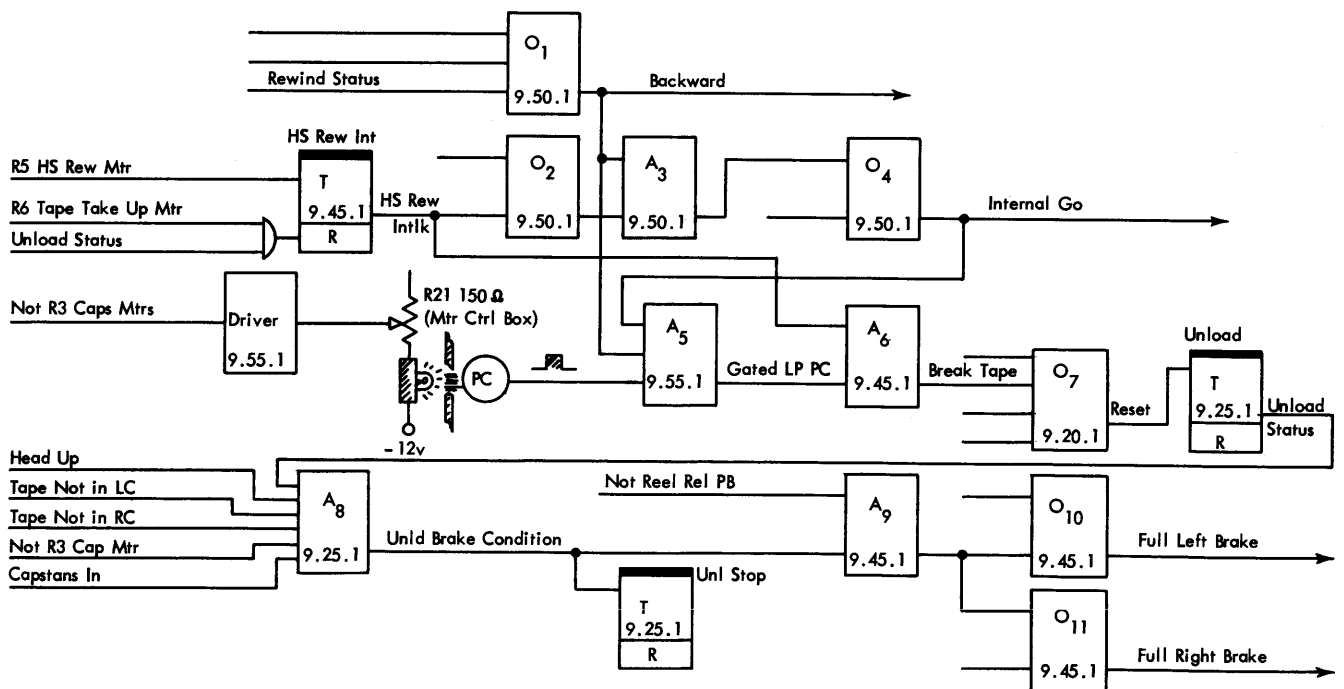 O1
9.50.1
Rewind Status
Backward
HS Rew Int
R5 HS Rew Mtr
T
9.45.1
R
R6 Tape Take Up Mtr
Unload Status
HS Rew
Intlk
O2
9.50.1
A3
9.50.1
O4
9.50.1
Internal Go
Not R3 Caps Mtrs
Driver
9.55.1
R21 150 Ω
(Mtr Ctrl Box)
PC
-12v
A5
9.55.1
Gated LP PC
A6
9.45.1
Break Tape
O7
9.20.1
Reset
Unload
T
9.25.1
R
Unload
Status
Head Up
Tape Not in LC
Tape Not in RC
Not R3 Cap Mtr
Capstans In
A8
9.25.1
Unld Brake Condition
Unl Stop
T
9.25.1
R
Not Reel Rel PB
A9
9.45.1
O10
9.45.1
Full Left Brake
O11
9.45.1
Full Right Brake